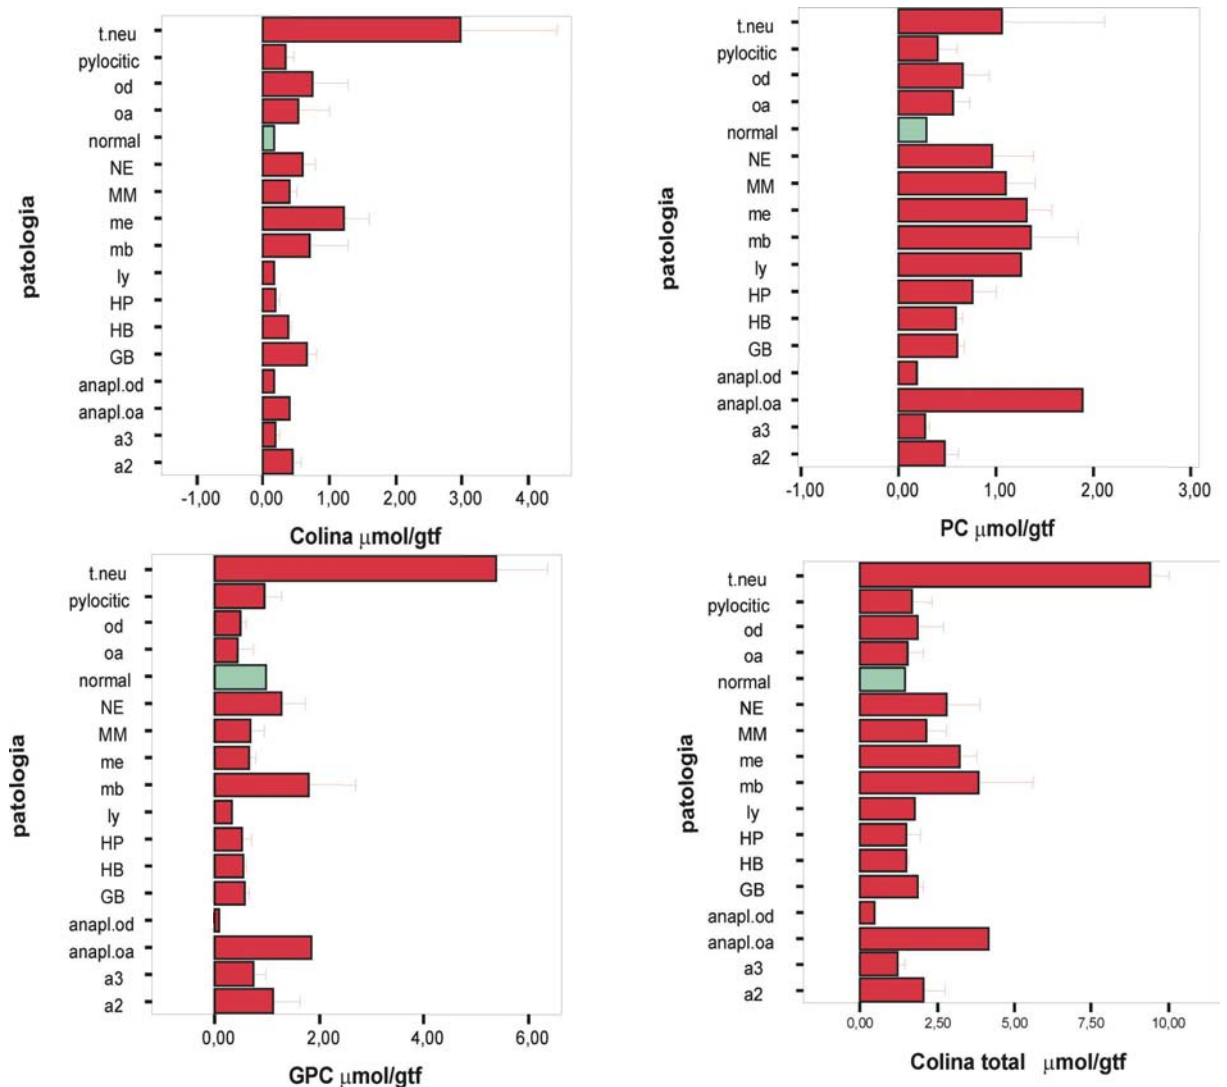 patologia
t.neu
pylocitic
od
oa
normal
NE
MM
me
mb
ly
HP
HB
GB
anapl.od
anapl.oa
a3
a2
-1,00 0,00 1,00 2,00 3,00 4,00
Colina μmol/gtf
patologia
t.neu
pylocitic
od
oa
normal
NE
MM
me
mb
ly
HP
HB
GB
anapl.od
anapl.oa
a3
a2
-1,00 0,00 1,00 2,00 3,00
PC μmol/gtf
patologia
t.neu
pylocitic
od
oa
normal
NE
MM
me
mb
ly
HP
HB
GB
anapl.od
anapl.oa
a3
a2
0,00 2,00 4,00 6,00
GPC μmol/gtf
patologia
t.neu
pylocitic
od
oa
normal
NE
MM
me
mb
ly
HP
HB
GB
anapl.od
anapl.oa
a3
a2
0,00 2,50 5,00 7,50 10,00
Colina total μmol/gtf